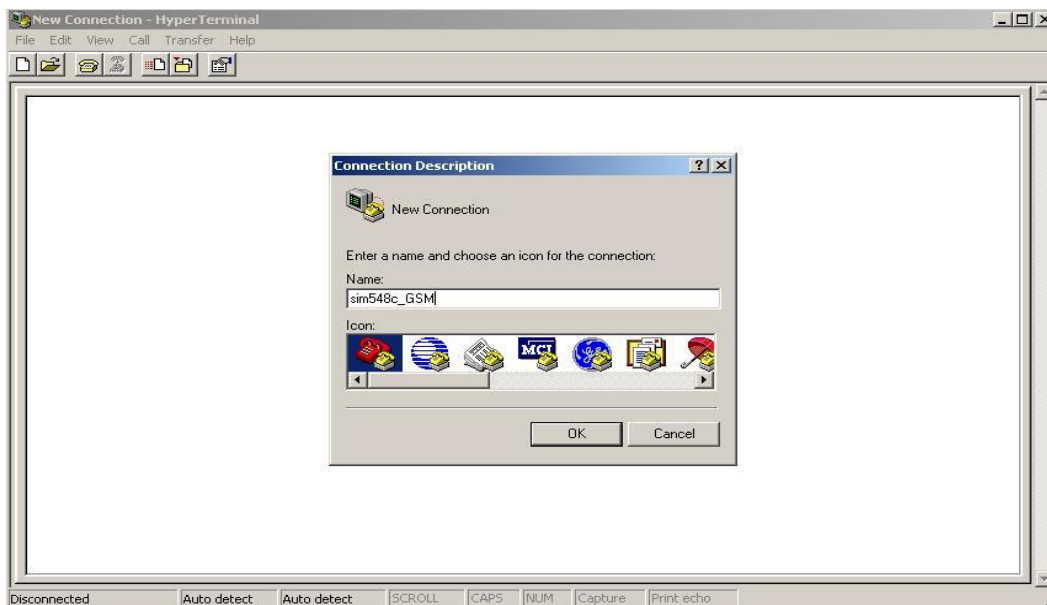 New Connection - HyperTerminal
File Edit View Call Transfer Help
Connection Description
New Connection
Enter a name and choose an icon for the connection:
Name:
sim548c_GSM
Icon:
MCI
OK Cancel
Disconnected Auto detect Auto detect SCROLL CAPS NUM Capture Print echo